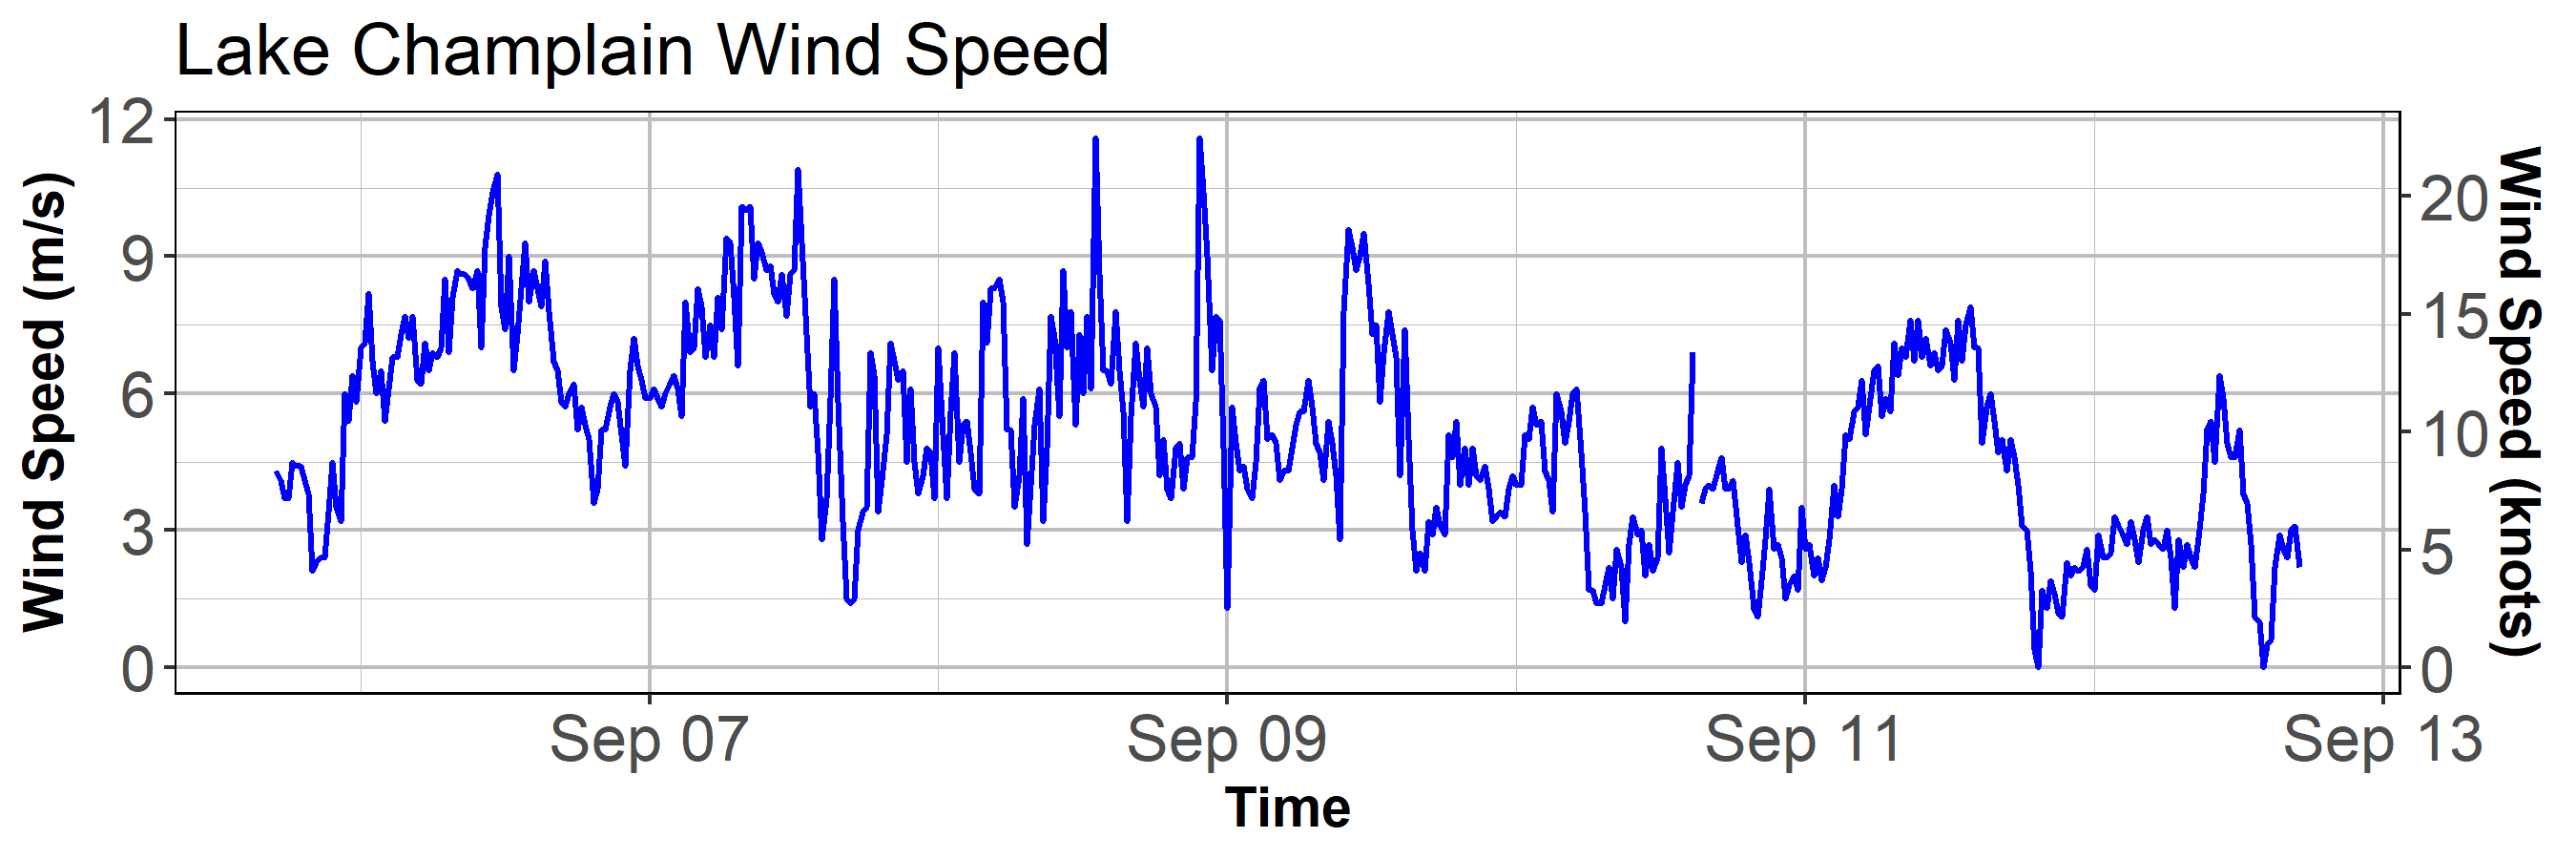 Lake Champlain Wind Speed
12
9
6
3
0
Wind Speed (m/s)
20
15
10
5
0
Wind Speed (knots)
Sep 07 Sep 09 Sep 11 Sep 13
Time